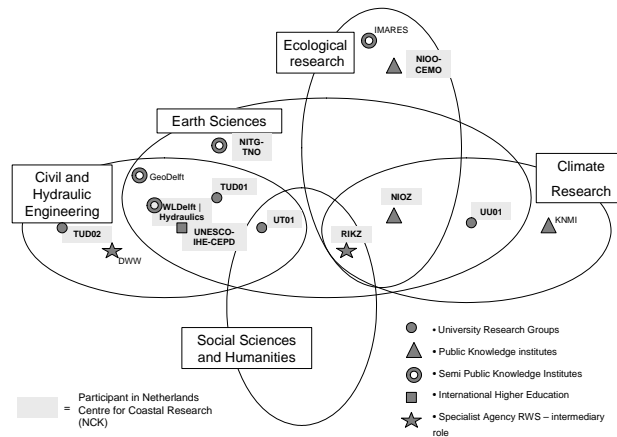 IMARES
Ecological
research
NIOO-
CEMO
Earth Sciences
NITG-
TNO
Civil and
Hydraulic
Engineering
GeoDelft
Climate
Research
TUD01
NIOZ
WLDelft |
Hydraulics
UT01
UU01
KNMI
TUD02
UNESCO-
IHE-CEPD
RIKZ
DWW
Social Sciences
and Humanities
• University Research Groups
• Public Knowledge institutes
• Semi Public Knowledge Institutes
• International Higher Education
• Specialist Agency RWS – intermediary
role
= Participant in Netherlands
Centre for Coastal Research
(NCK)